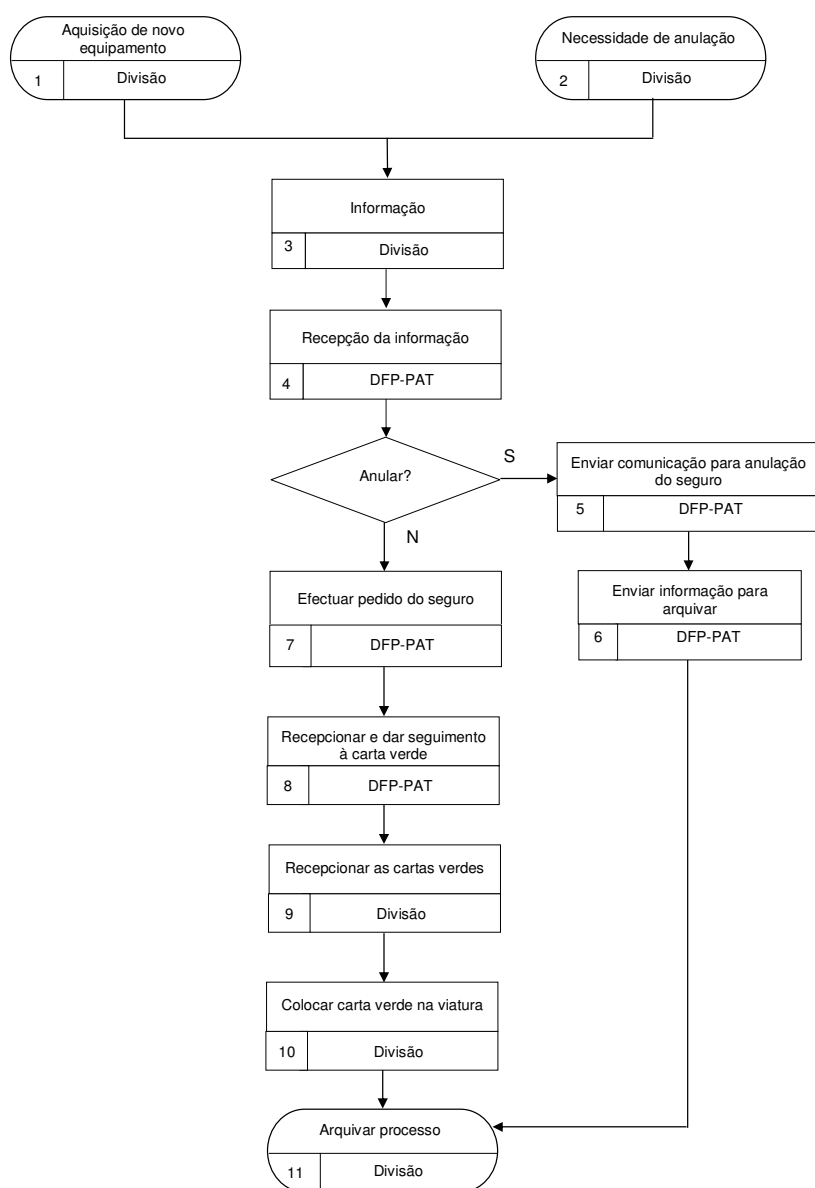 Aquisição de novo
equipamento
1 Divisão
Necessidade de anulação
2 Divisão
Informação
3 Divisão
Recepção da informação
4 DFP-PAT
Anular?
S
N
Enviar comunicação para anulação
do seguro
5 DFP-PAT
Enviar informação para
arquivar
6 DFP-PAT
Efectuar pedido do seguro
7 DFP-PAT
Recepcionar e dar seguimento
à carta verde
8 DFP-PAT
Recepcionar as cartas verdes
9 Divisão
Colocar carta verde na viatura
10 Divisão
Arquivar processo
11 Divisão